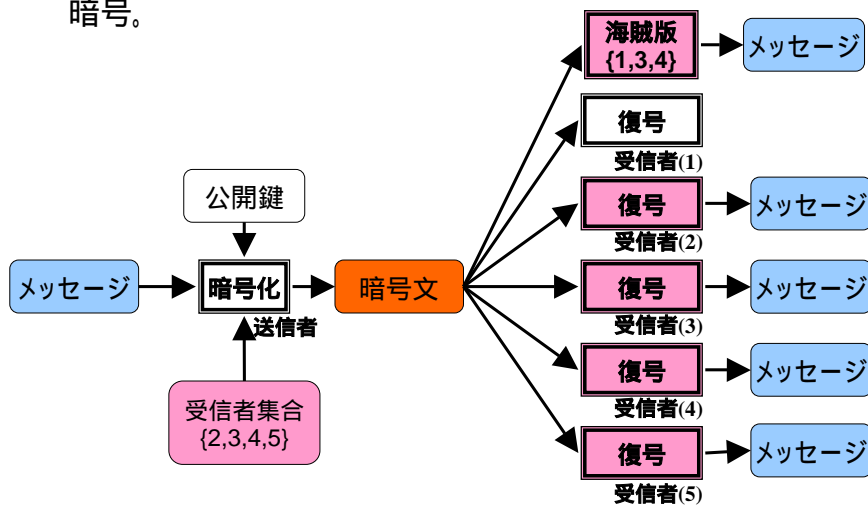 暗号。
海賊版
{1,3,4}
メッセージ
復号
受信者(1)
公開鍵
復号
メッセージ
受信者(2)
メッセージ
暗号化
暗号文
復号
メッセージ
送信者
受信者(3)
復号
メッセージ
受信者集合
{2,3,4,5}
受信者(4)
復号
メッセージ
受信者(5)